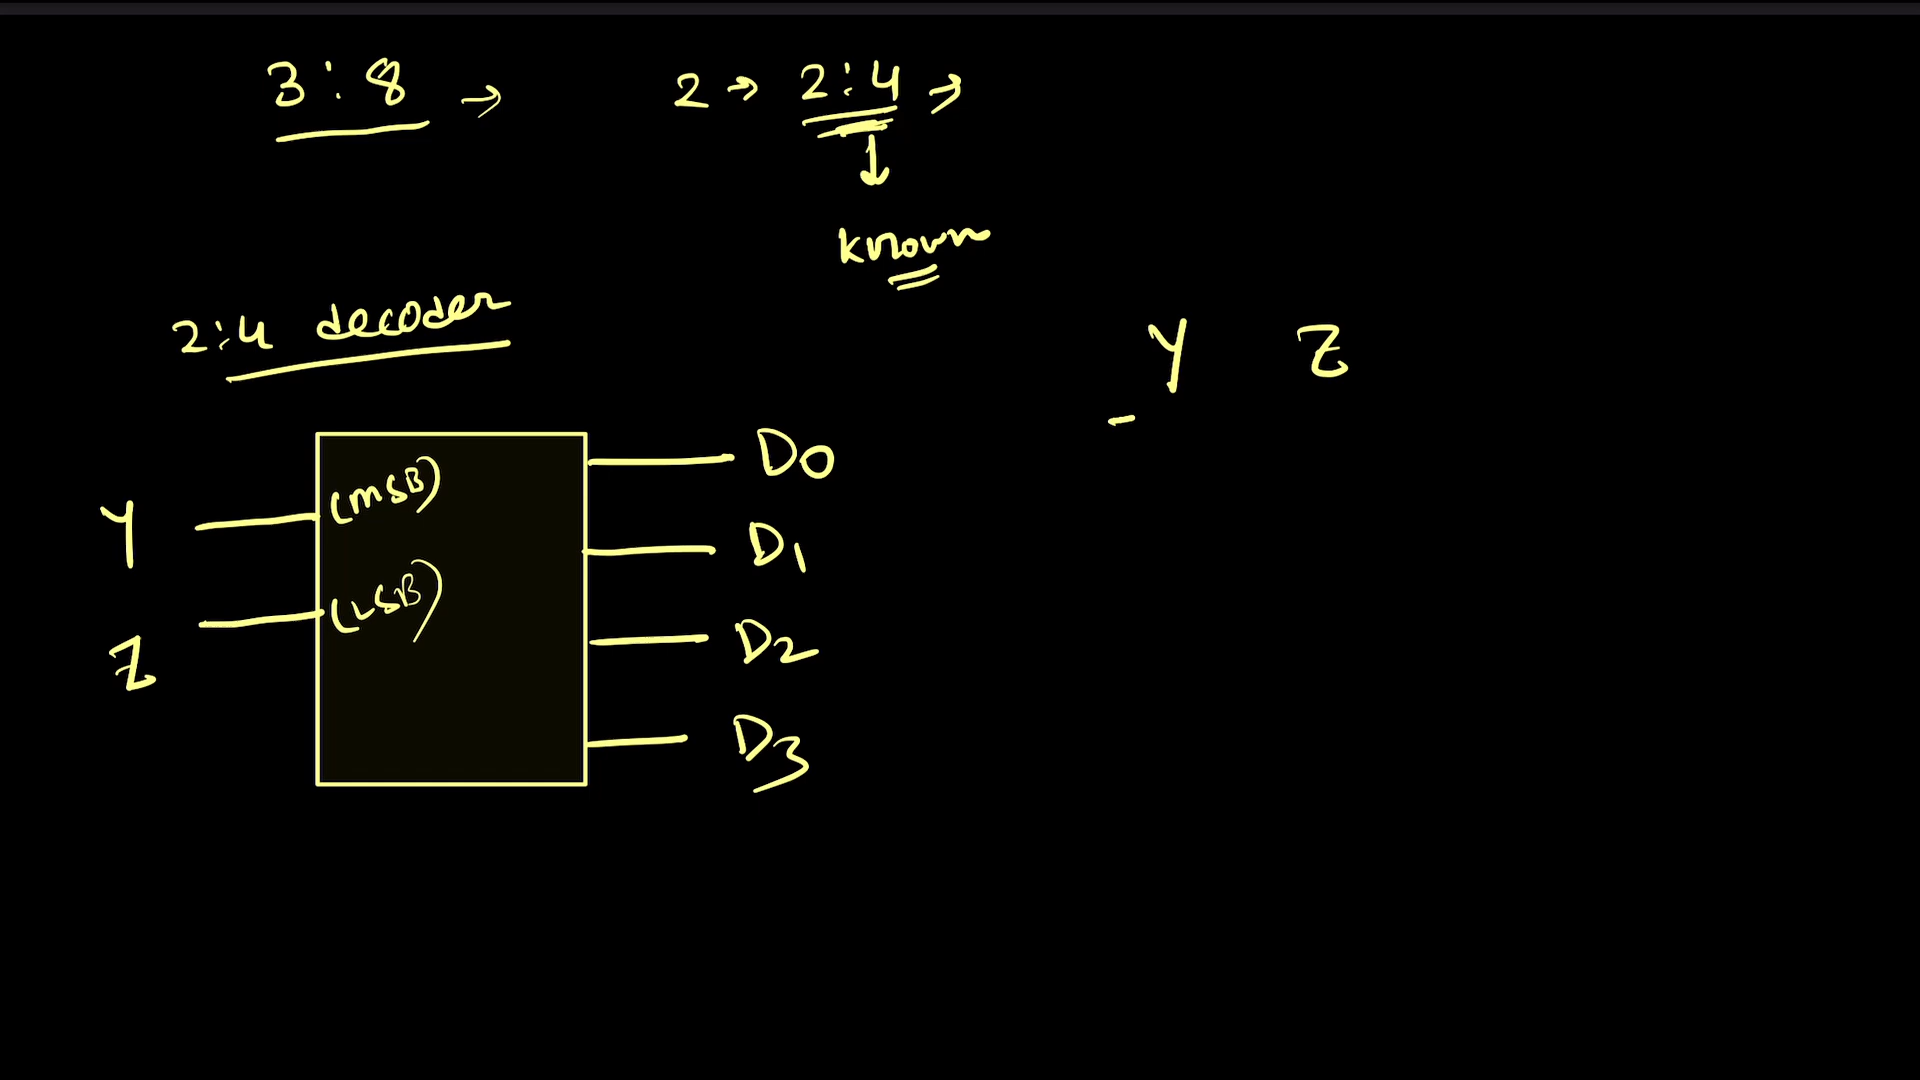 3:8 → 2 → 2:4 →
known
2:4 decoder
Y Z
D0
Y (MSB)
D1
Z (LSB)
D2
D3